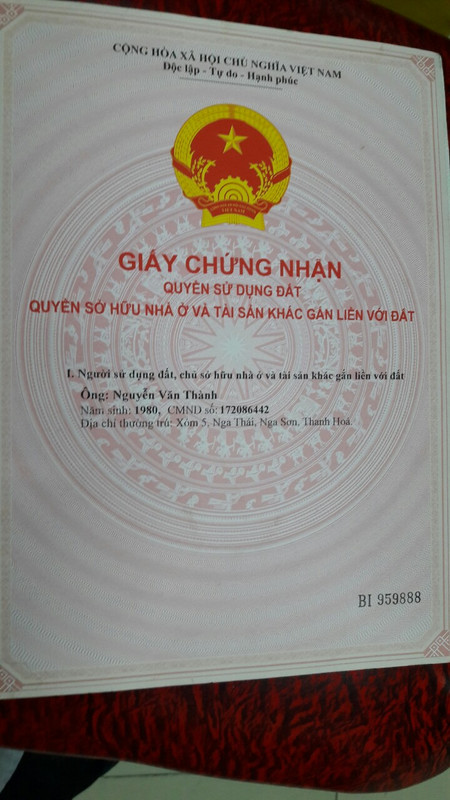 CỘNG HÒA XÃ HỘI CHỦ NGHĨA VIỆT NAM
Độc lập - Tự do - Hạnh phúc
GIẤY CHỨNG NHẬN
QUYỀN SỬ DỤNG ĐẤT
QUYỀN SỞ HỮU NHÀ Ở VÀ TÀI SẢN KHÁC GẮN LIỀN VỚI ĐẤT
I. Người sử dụng đất, chủ sở hữu nhà ở và tài sản khác gắn liền với đất
Ông: Nguyễn Văn Thành
Năm sinh: 1980, CMND số: 172086442
Địa chỉ thường trú: Xóm 5, Nga Thái, Nga Sơn, Thanh Hoá.
BI 959888